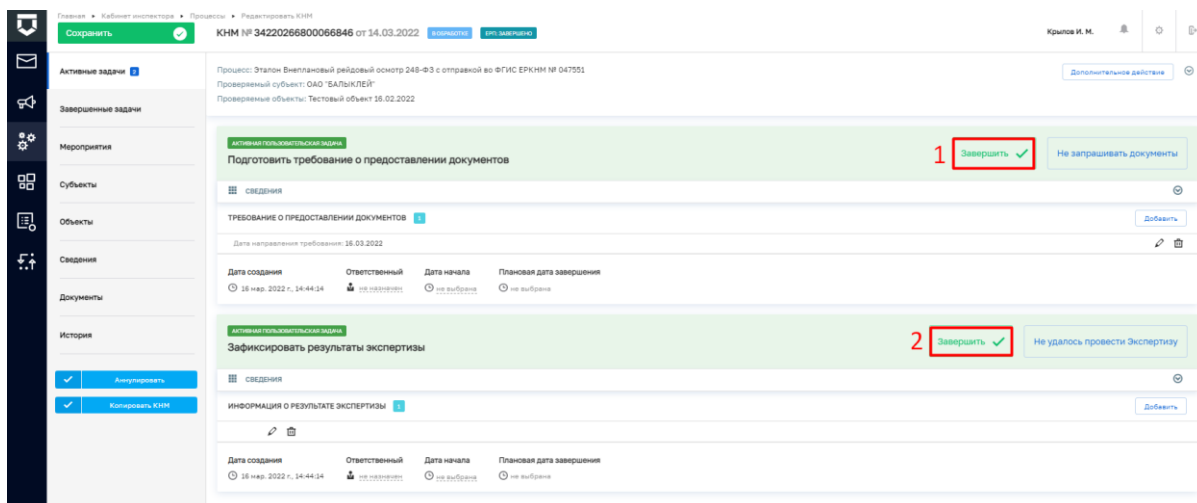 Главная ▸ Кабинет инспектора ▸ Процессы ▸ Редактировать КНМ
Сохранить
КНМ № 34220266800066846 от 14.03.2022 В ОБРАБОТКЕ ЕРП: ЗАВЕРШЕНО
Крылов И. М.
Активные задачи 2
Завершенные задачи
Мероприятия
Субъекты
Объекты
Сведения
Документы
История
Аннулировать
Копировать КНМ
Процесс: Эталон Внеплановый рейдовый осмотр 248-ФЗ с отправкой во ФГИС ЕРКНМ № 047551
Дополнительное действие
Проверяемый субъект: ОАО "БАЛЫКЛЕЙ"
Проверяемые объекты: Тестовый объект 16.02.2022
АКТИВНАЯ ПОЛЬЗОВАТЕЛЬСКАЯ ЗАДАЧА
Подготовить требование о предоставлении документов
1 Завершить Не запрашивать документы
СВЕДЕНИЯ
ТРЕБОВАНИЕ О ПРЕДОСТАВЛЕНИИ ДОКУМЕНТОВ 1 Добавить
Дата направления требования: 16.03.2022
Дата создания Ответственный Дата начала Плановая дата завершения
16 мар. 2022 г., 14:44:14 не назначен не выбрана не выбрана
АКТИВНАЯ ПОЛЬЗОВАТЕЛЬСКАЯ ЗАДАЧА
Зафиксировать результаты экспертизы
2 Завершить Не удалось провести Экспертизу
СВЕДЕНИЯ
ИНФОРМАЦИЯ О РЕЗУЛЬТАТЕ ЭКСПЕРТИЗЫ 1 Добавить
Дата создания Ответственный Дата начала Плановая дата завершения
16 мар. 2022 г., 14:44:14 не назначен не выбрана не выбрана